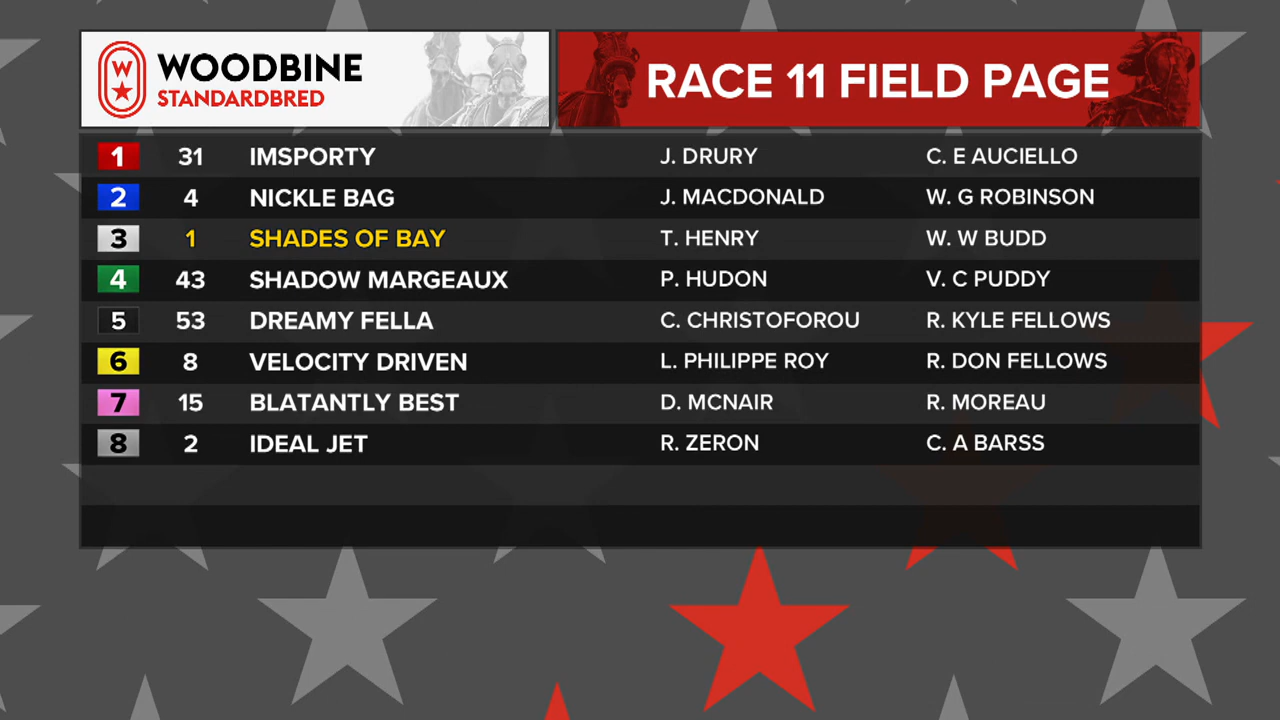 W
WOODBINE
STANDARDBRED
RACE 11 FIELD PAGE
1 31 IMSPORTY J. DRURY C. E AUCIELLO
2 4 NICKLE BAG J. MACDONALD W. G ROBINSON
3 1 SHADES OF BAY T. HENRY W. W BUDD
4 43 SHADOW MARGEAUX P. HUDON V. C PUDDY
5 53 DREAMY FELLA C. CHRISTOFOROU R. KYLE FELLOWS
6 8 VELOCITY DRIVEN L. PHILIPPE ROY R. DON FELLOWS
7 15 BLATANTLY BEST D. MCNAIR R. MOREAU
8 2 IDEAL JET R. ZERON C. A BARSS